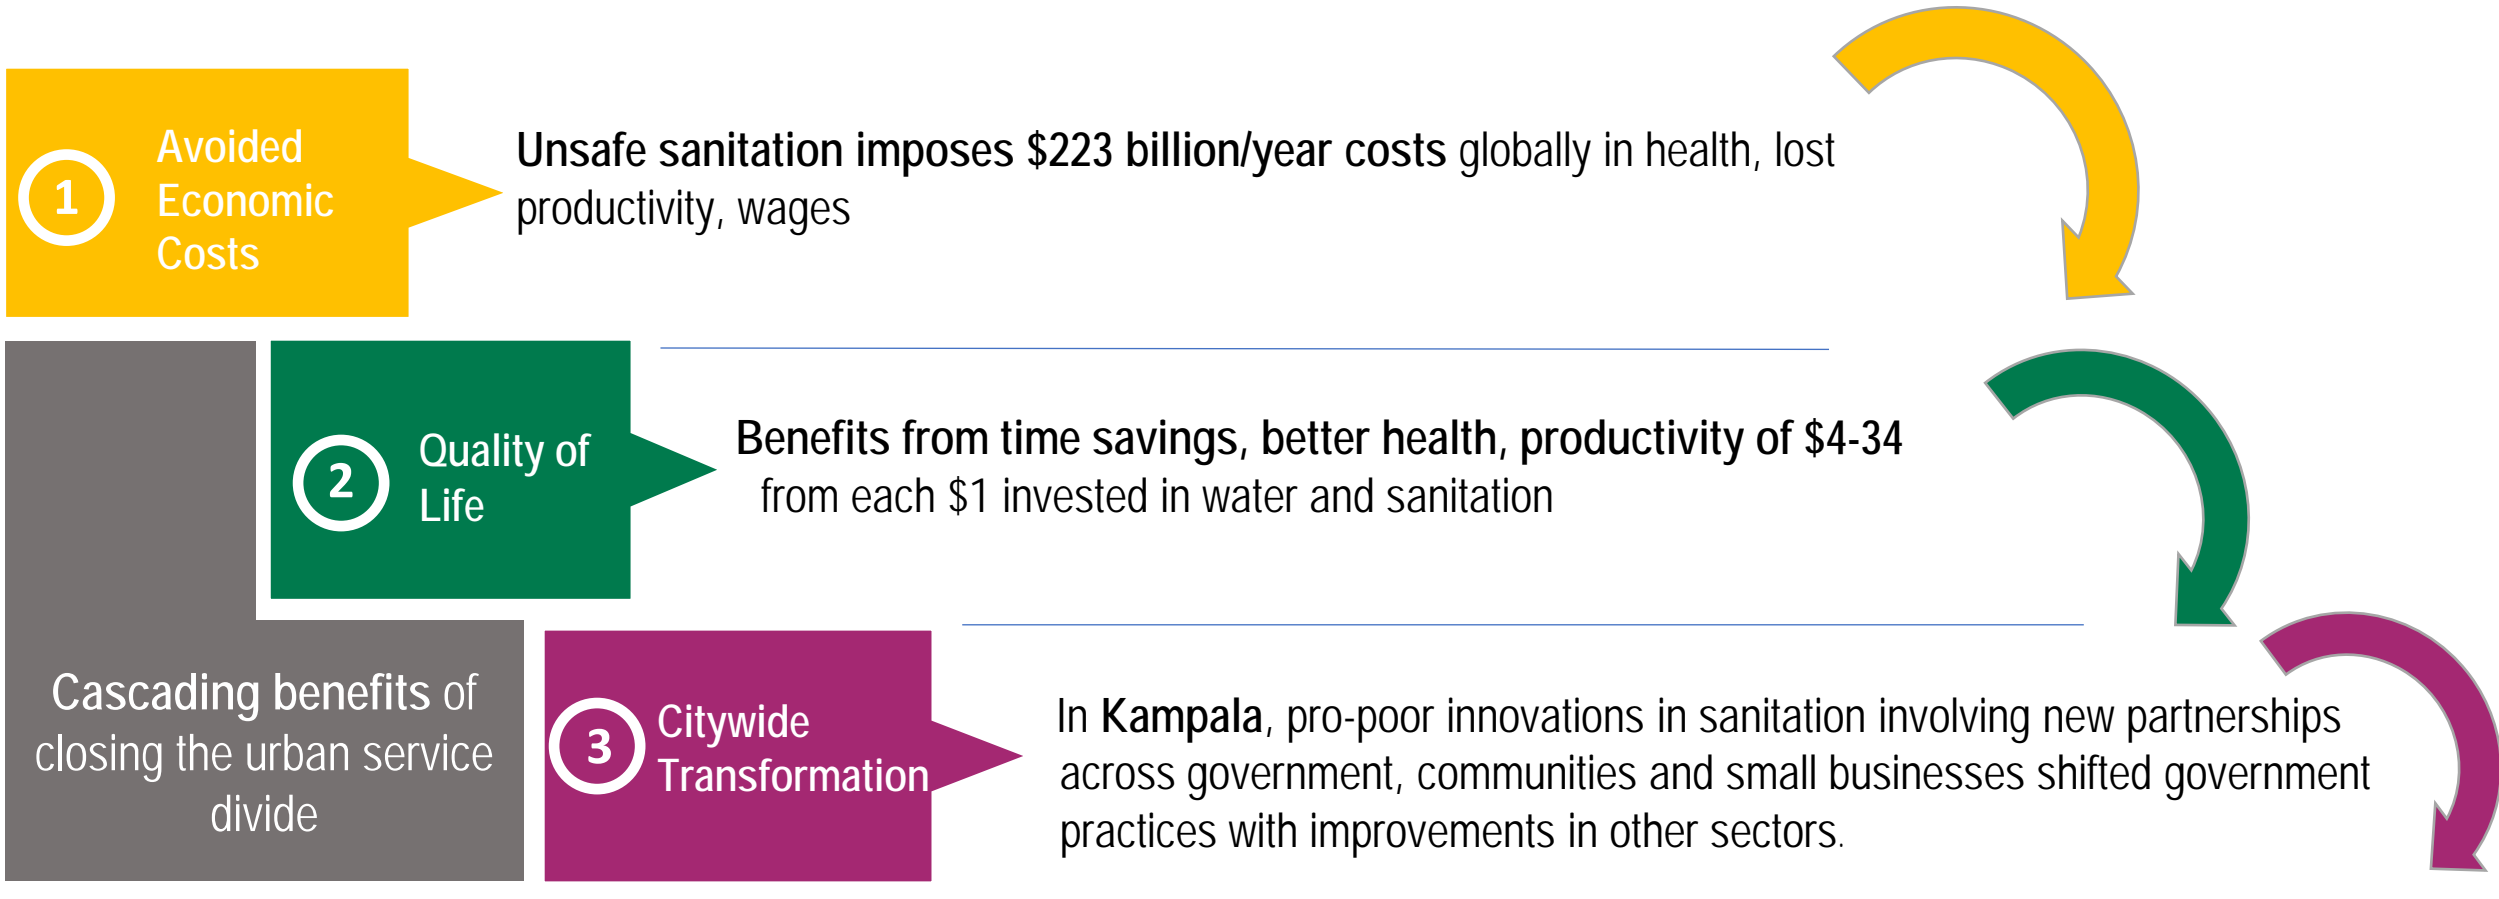 1
Avoided
Economic
Costs
Unsafe sanitation imposes $223 billion/year costs globally in health, lost
productivity, wages
2
Quality of
Life
Benefits from time savings, better health, productivity of $4-34
from each $1 invested in water and sanitation
Cascading benefits of
closing the urban service
divide
3
Citywide
Transformation
In Kampala, pro-poor innovations in sanitation involving new partnerships
across government, communities and small businesses shifted government
practices with improvements in other sectors.